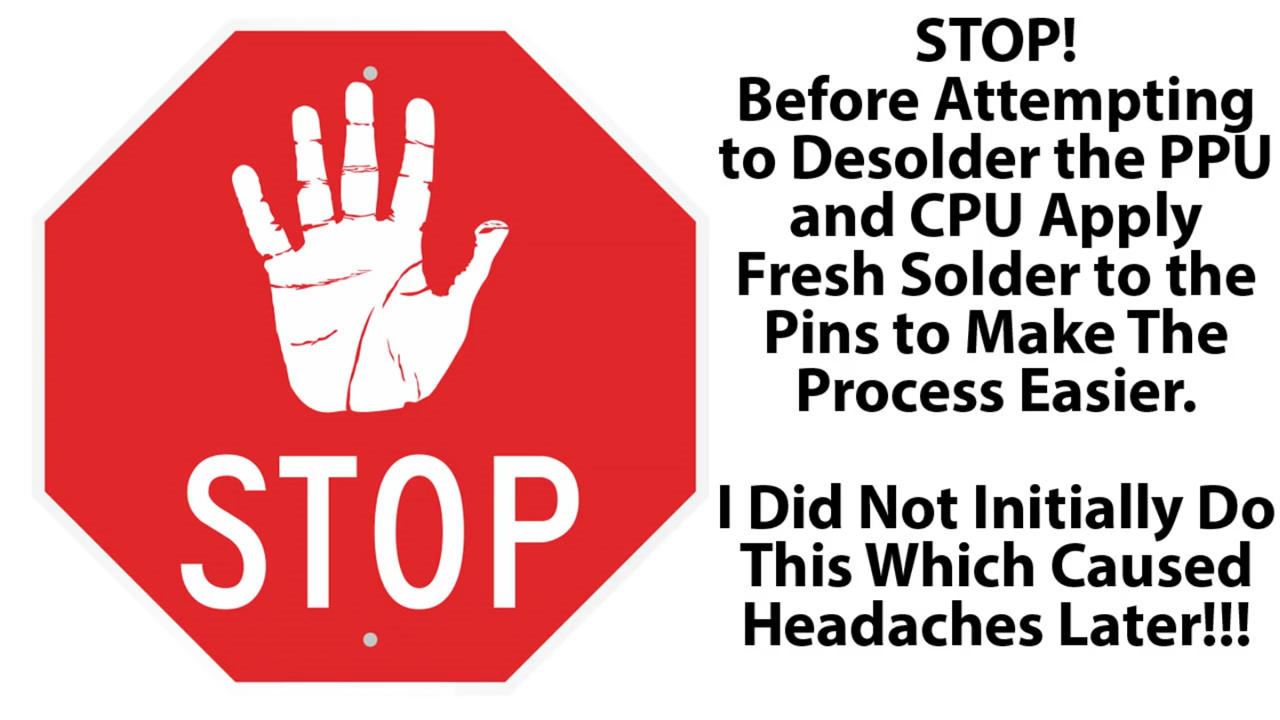 STOP
STOP!
Before Attempting
to Desolder the PPU
and CPU Apply
Fresh Solder to the
Pins to Make The
Process Easier.
I Did Not Initially Do
This Which Caused
Headaches Later!!!